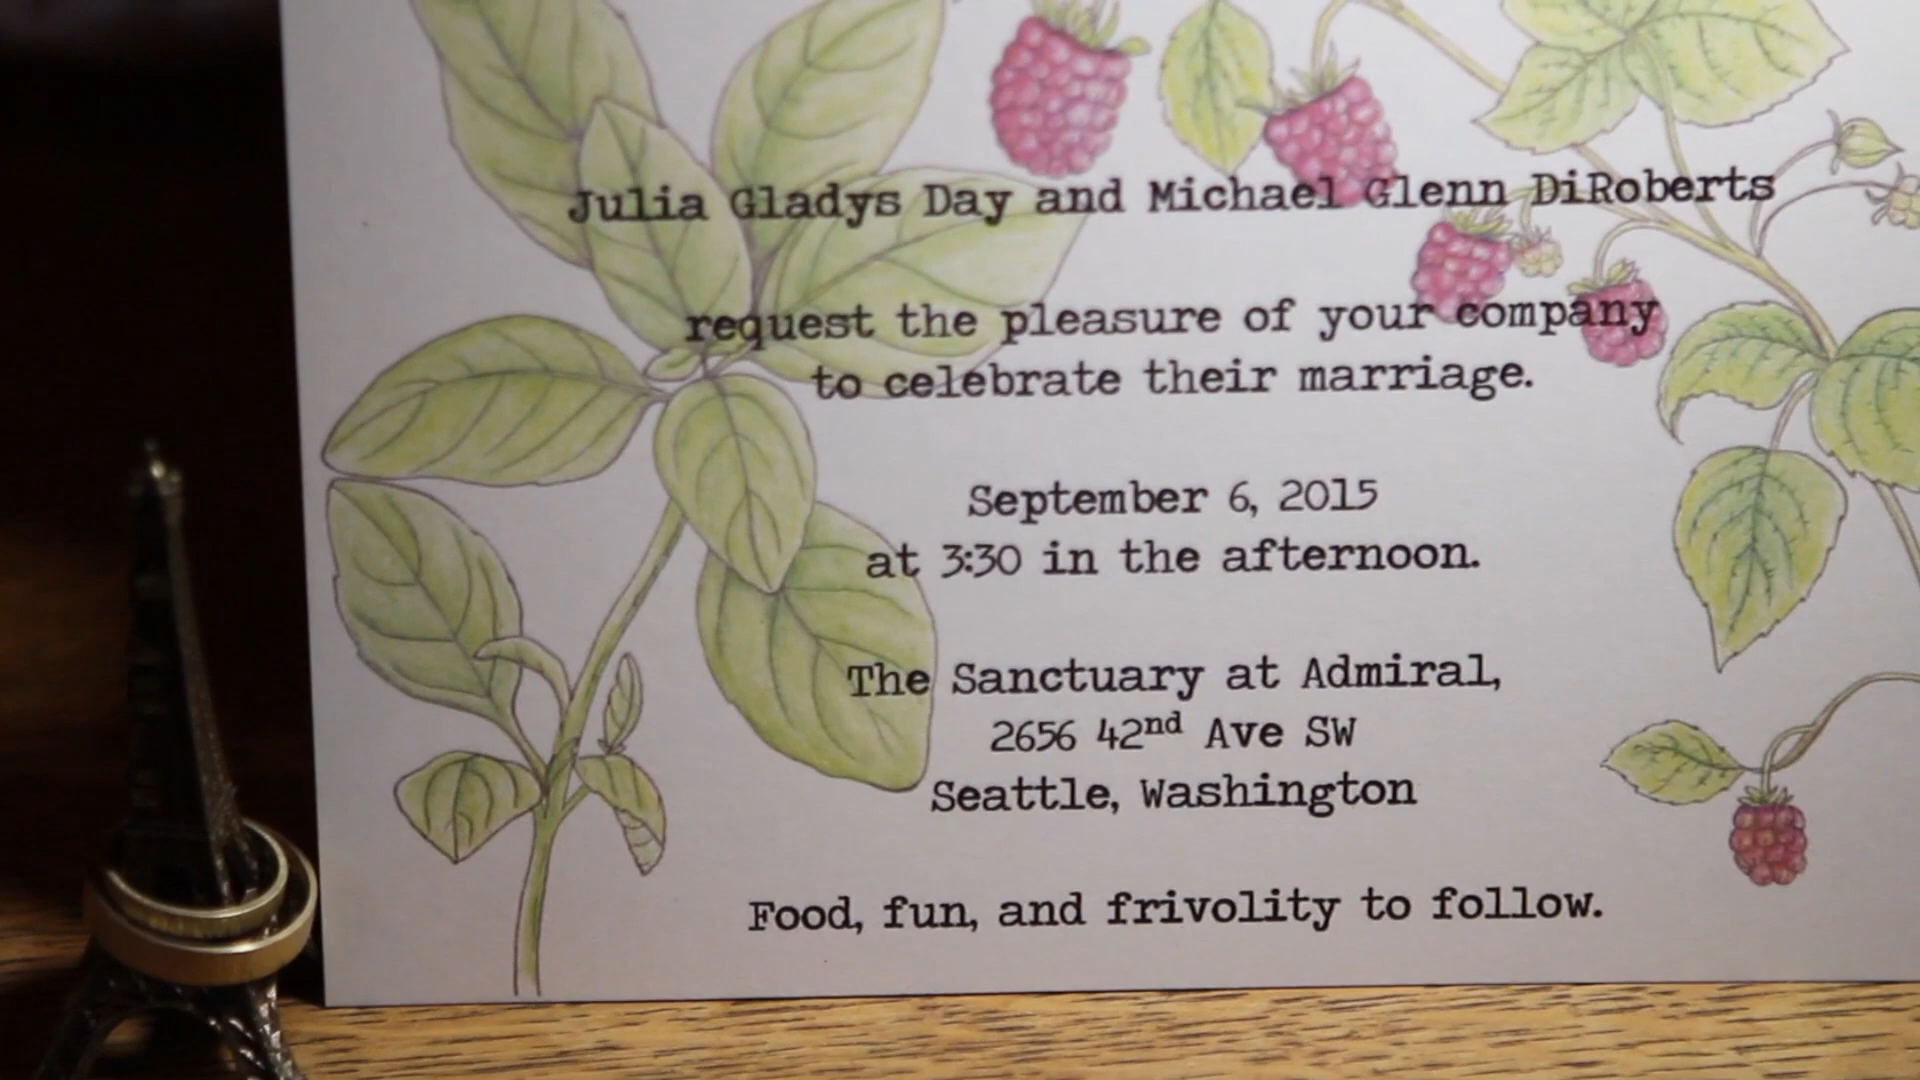 Julia Gladys Day and Michael Glenn DiRoberts
request the pleasure of your company
to celebrate their marriage.
September 6, 2015
at 3:30 in the afternoon.
The Sanctuary at Admiral,
2656 42nd Ave SW
Seattle, Washington
Food, fun, and frivolity to follow.